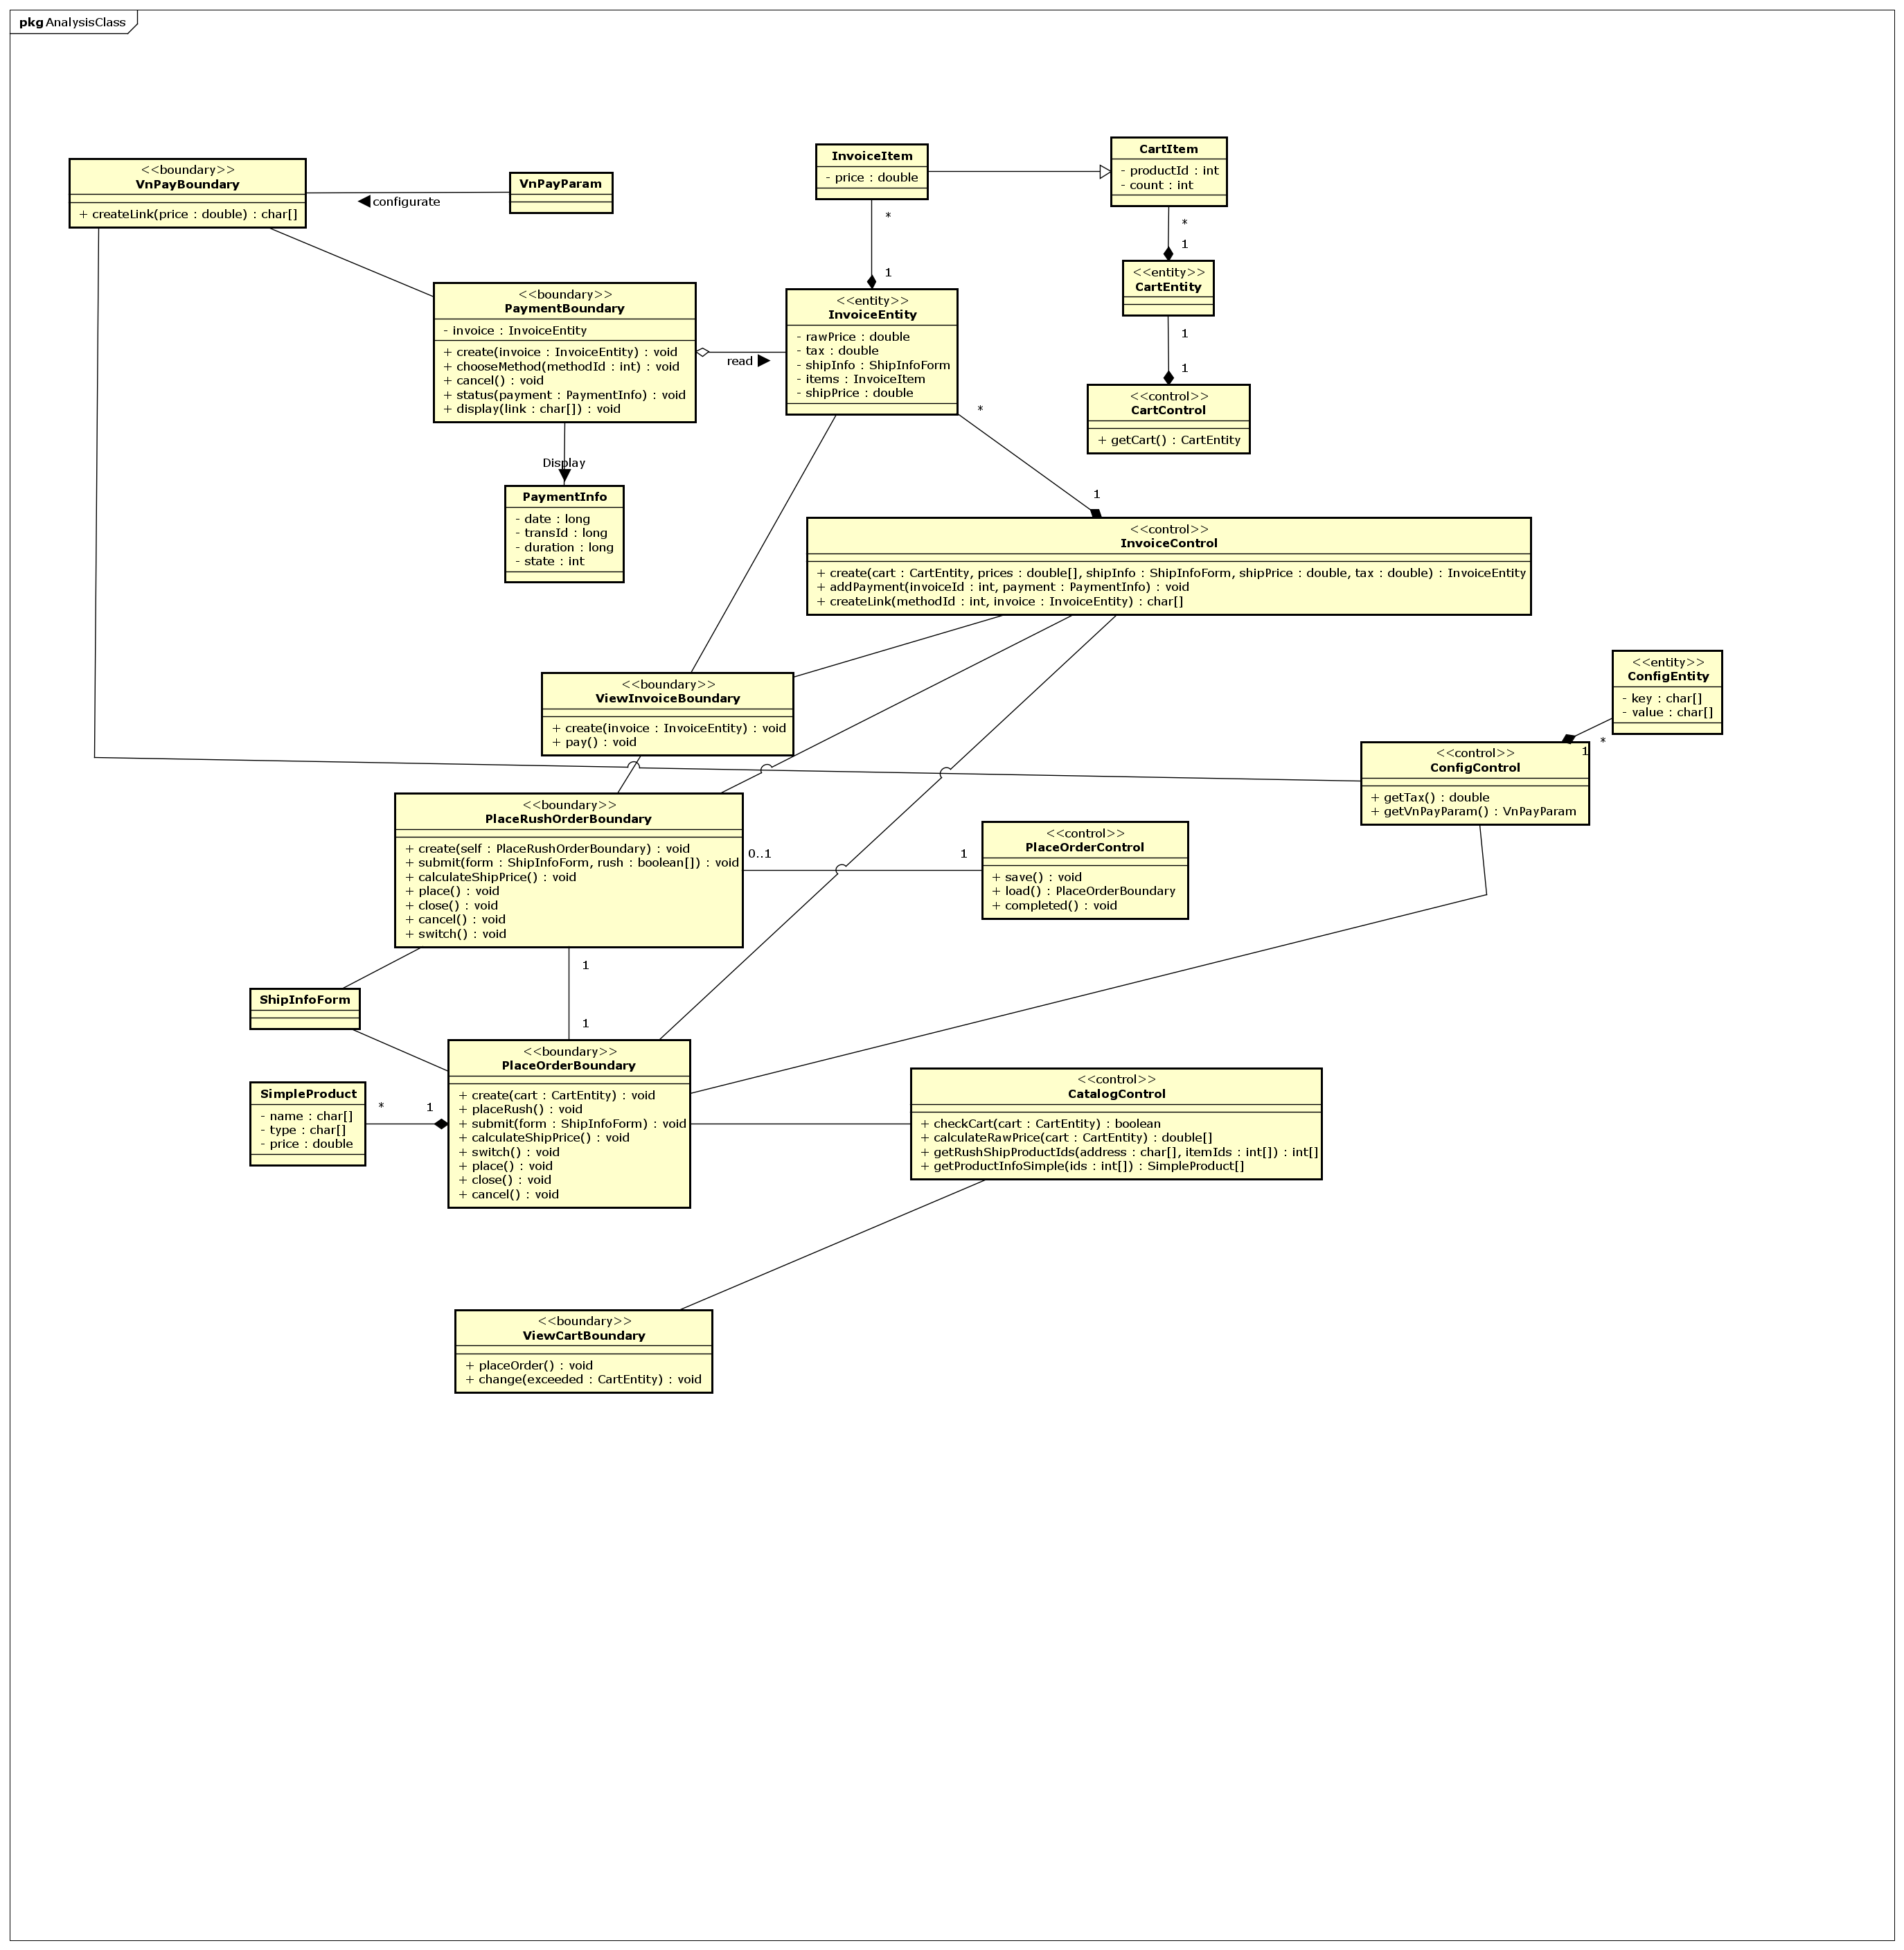 pkg AnalysisClass
<<boundary>>
VnPayBoundary
+ createLink(price : double) : char[]
configurate
VnPayParam
InvoiceItem
- price : double
*
1
CartItem
- productId : int
- count : int
*
1
<<entity>>
CartEntity
1
1
<<control>>
CartControl
+ getCart() : CartEntity
<<boundary>>
PaymentBoundary
- invoice : InvoiceEntity
+ create(invoice : InvoiceEntity) : void
+ chooseMethod(methodId : int) : void
+ cancel() : void
+ status(payment : PaymentInfo) : void
+ display(link : char[]) : void
read
<<entity>>
InvoiceEntity
- rawPrice : double
- tax : double
- shipInfo : ShipInfoForm
- items : InvoiceItem
- shipPrice : double
*
1
Display
PaymentInfo
- date : long
- transId : long
- duration : long
- state : int
<<control>>
InvoiceControl
+ create(cart : CartEntity, prices : double[], shipInfo : ShipInfoForm, shipPrice : double, tax : double) : InvoiceEntity
+ addPayment(invoiceId : int, payment : PaymentInfo) : void
+ createLink(methodId : int, invoice : InvoiceEntity) : char[]
<<boundary>>
ViewInvoiceBoundary
+ create(invoice : InvoiceEntity) : void
+ pay() : void
<<entity>>
ConfigEntity
- key : char[]
- value : char[]
*
1
<<control>>
ConfigControl
+ getTax() : double
+ getVnPayParam() : VnPayParam
<<boundary>>
PlaceRushOrderBoundary
+ create(self : PlaceRushOrderBoundary) : void
+ submit(form : ShipInfoForm, rush : boolean[]) : void
+ calculateShipPrice() : void
+ place() : void
+ close() : void
+ cancel() : void
+ switch() : void
0..1
1
<<control>>
PlaceOrderControl
+ save() : void
+ load() : PlaceOrderBoundary
+ completed() : void
1
1
ShipInfoForm
SimpleProduct
- name : char[]
- type : char[]
- price : double
*
1
<<boundary>>
PlaceOrderBoundary
+ create(cart : CartEntity) : void
+ placeRush() : void
+ submit(form : ShipInfoForm) : void
+ calculateShipPrice() : void
+ switch() : void
+ place() : void
+ close() : void
+ cancel() : void
<<control>>
CatalogControl
+ checkCart(cart : CartEntity) : boolean
+ calculateRawPrice(cart : CartEntity) : double[]
+ getRushShipProductIds(address : char[], itemIds : int[]) : int[]
+ getProductInfoSimple(ids : int[]) : SimpleProduct[]
<<boundary>>
ViewCartBoundary
+ placeOrder() : void
+ change(exceeded : CartEntity) : void